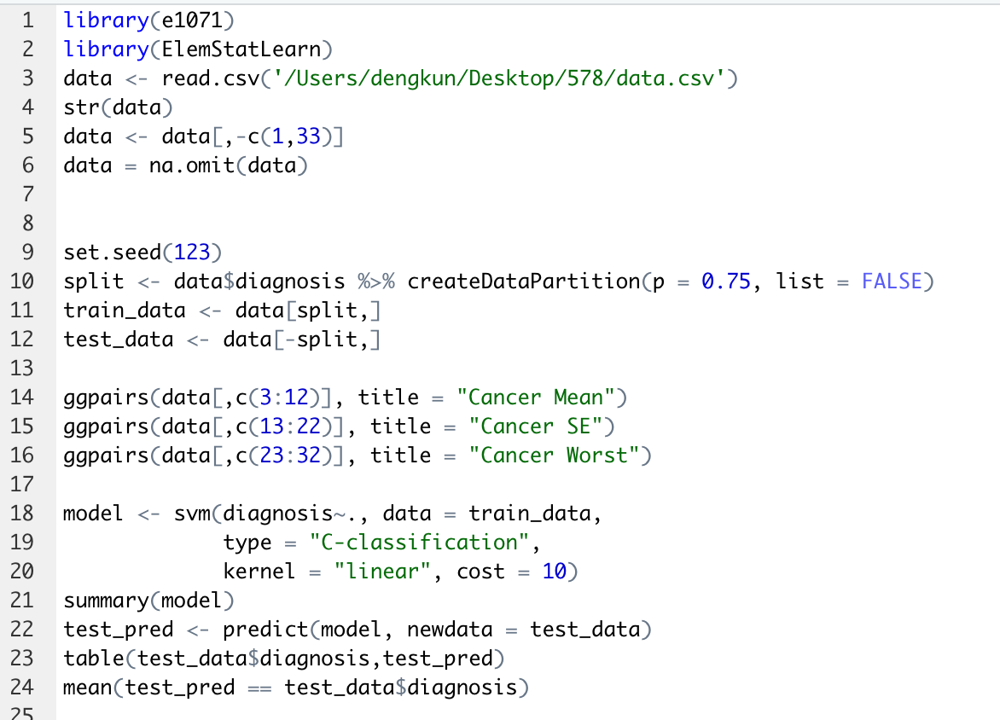 1 library(e1071)
2 library(ElemStatLearn)
3 data <- read.csv('/Users/dengkun/Desktop/578/data.csv')
4 str(data)
5 data <- data[,-c(1,33)]
6 data = na.omit(data)
7
8
9 set.seed(123)
10 split <- data$diagnosis %>% createDataPartition(p = 0.75, list = FALSE)
11 train_data <- data[split,]
12 test_data <- data[-split,]
13
14 ggpairs(data[,c(3:12)], title = "Cancer Mean")
15 ggpairs(data[,c(13:22)], title = "Cancer SE")
16 ggpairs(data[,c(23:32)], title = "Cancer Worst")
17
18 model <- svm(diagnosis~., data = train_data,
19              type = "C-classification",
20              kernel = "linear", cost = 10)
21 summary(model)
22 test_pred <- predict(model, newdata = test_data)
23 table(test_data$diagnosis,test_pred)
24 mean(test_pred == test_data$diagnosis)
25